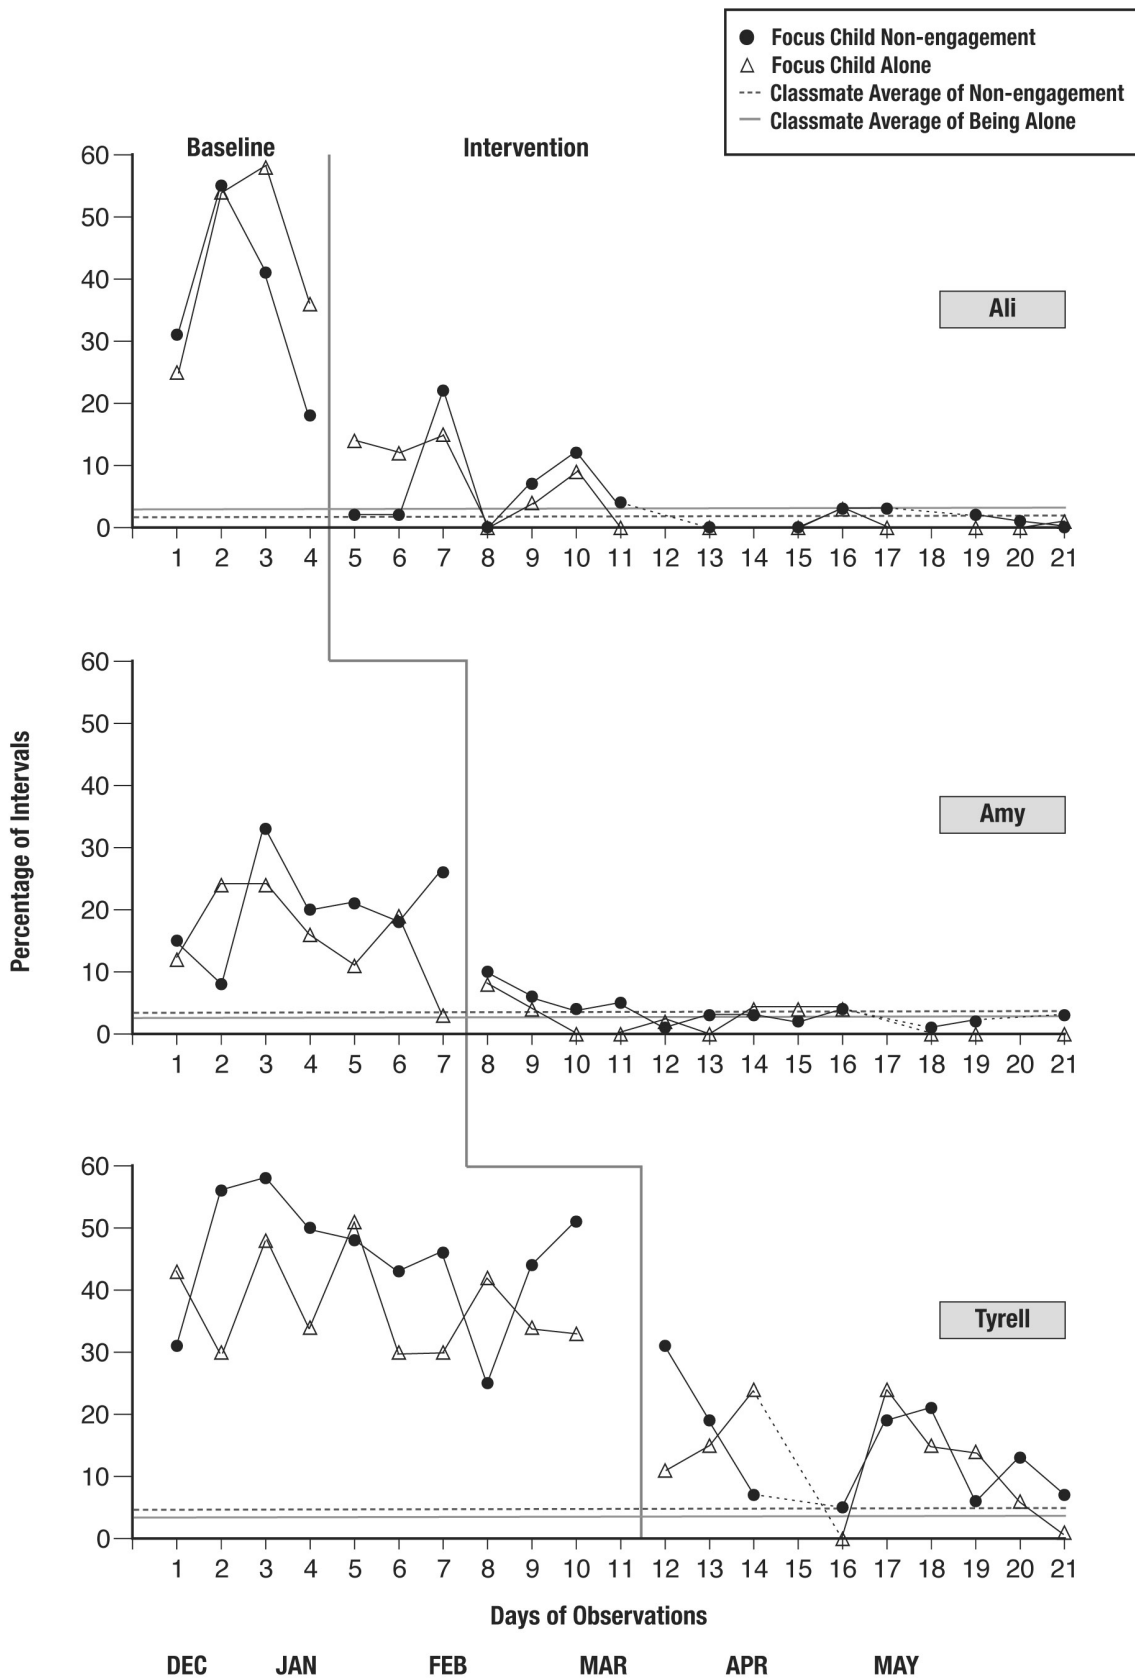 Focus Child Non-engagement
Focus Child Alone
Classmate Average of Non-engagement
Classmate Average of Being Alone
Baseline Intervention
60
50
40
30
20
10
0
Ali
1 2 3 4 5 6 7 8 9 10 11 12 13 14 15 16 17 18 19 20 21
Percentage of Intervals
60
50
40
30
20
10
0
Amy
1 2 3 4 5 6 7 8 9 10 11 12 13 14 15 16 17 18 19 20 21
60
50
40
30
20
10
0
Tyrell
1 2 3 4 5 6 7 8 9 10 11 12 13 14 15 16 17 18 19 20 21
Days of Observations
DEC JAN FEB MAR APR MAY